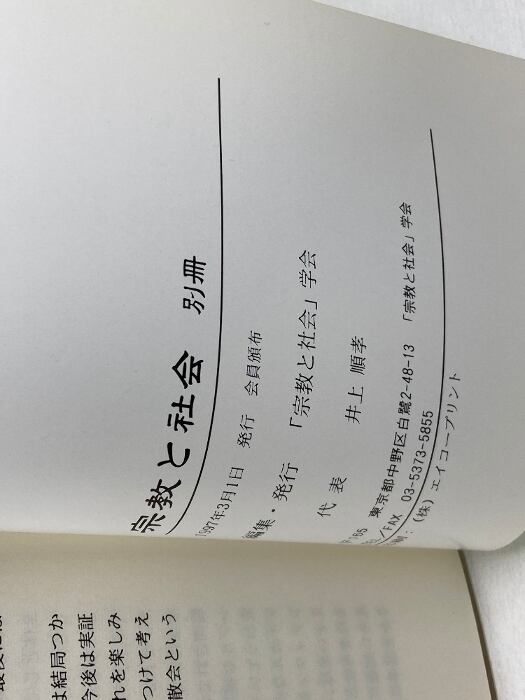 宗教と社会 別冊
1997年3月1日 発行 会員頒布
編集・発行 「宗教と社会」学会
代 表 井上 順孝
〒165 東京都中野区白鷺2-48-13 「宗教と社会」学会
/FAX 03-5373-5855
: (株) エイコープリント
は結局つか
今後は実証
れを楽しみ
つけて考え
散会という